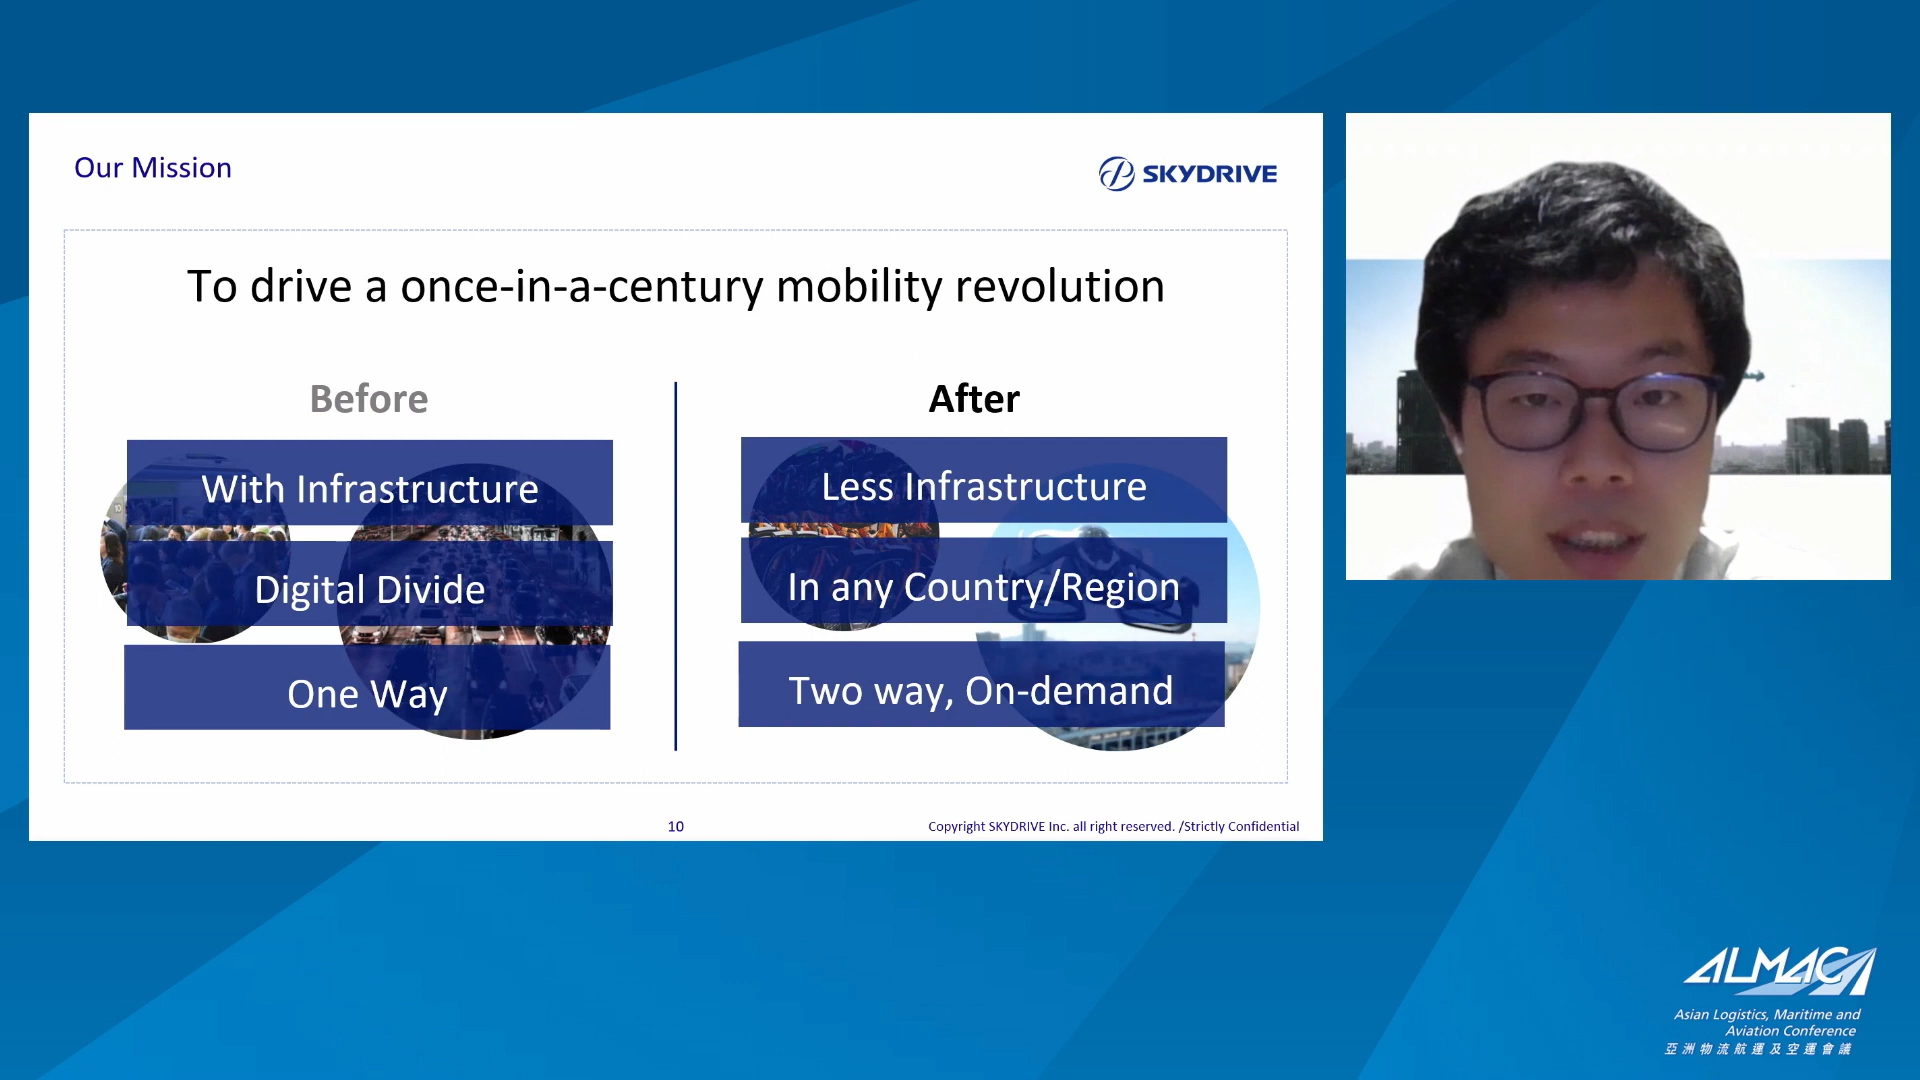 Our Mission
SKYDRIVE
To drive a once-in-a-century mobility revolution
Before
With Infrastructure
Digital Divide
One Way
After
Less Infrastructure
In any Country/Region
Two way, On-demand
10
Copyright SKYDRIVE Inc. all right reserved. /Strictly Confidential
ALMAC
Asian Logistics, Maritime and
Aviation Conference
亞洲物流航運及空運會議